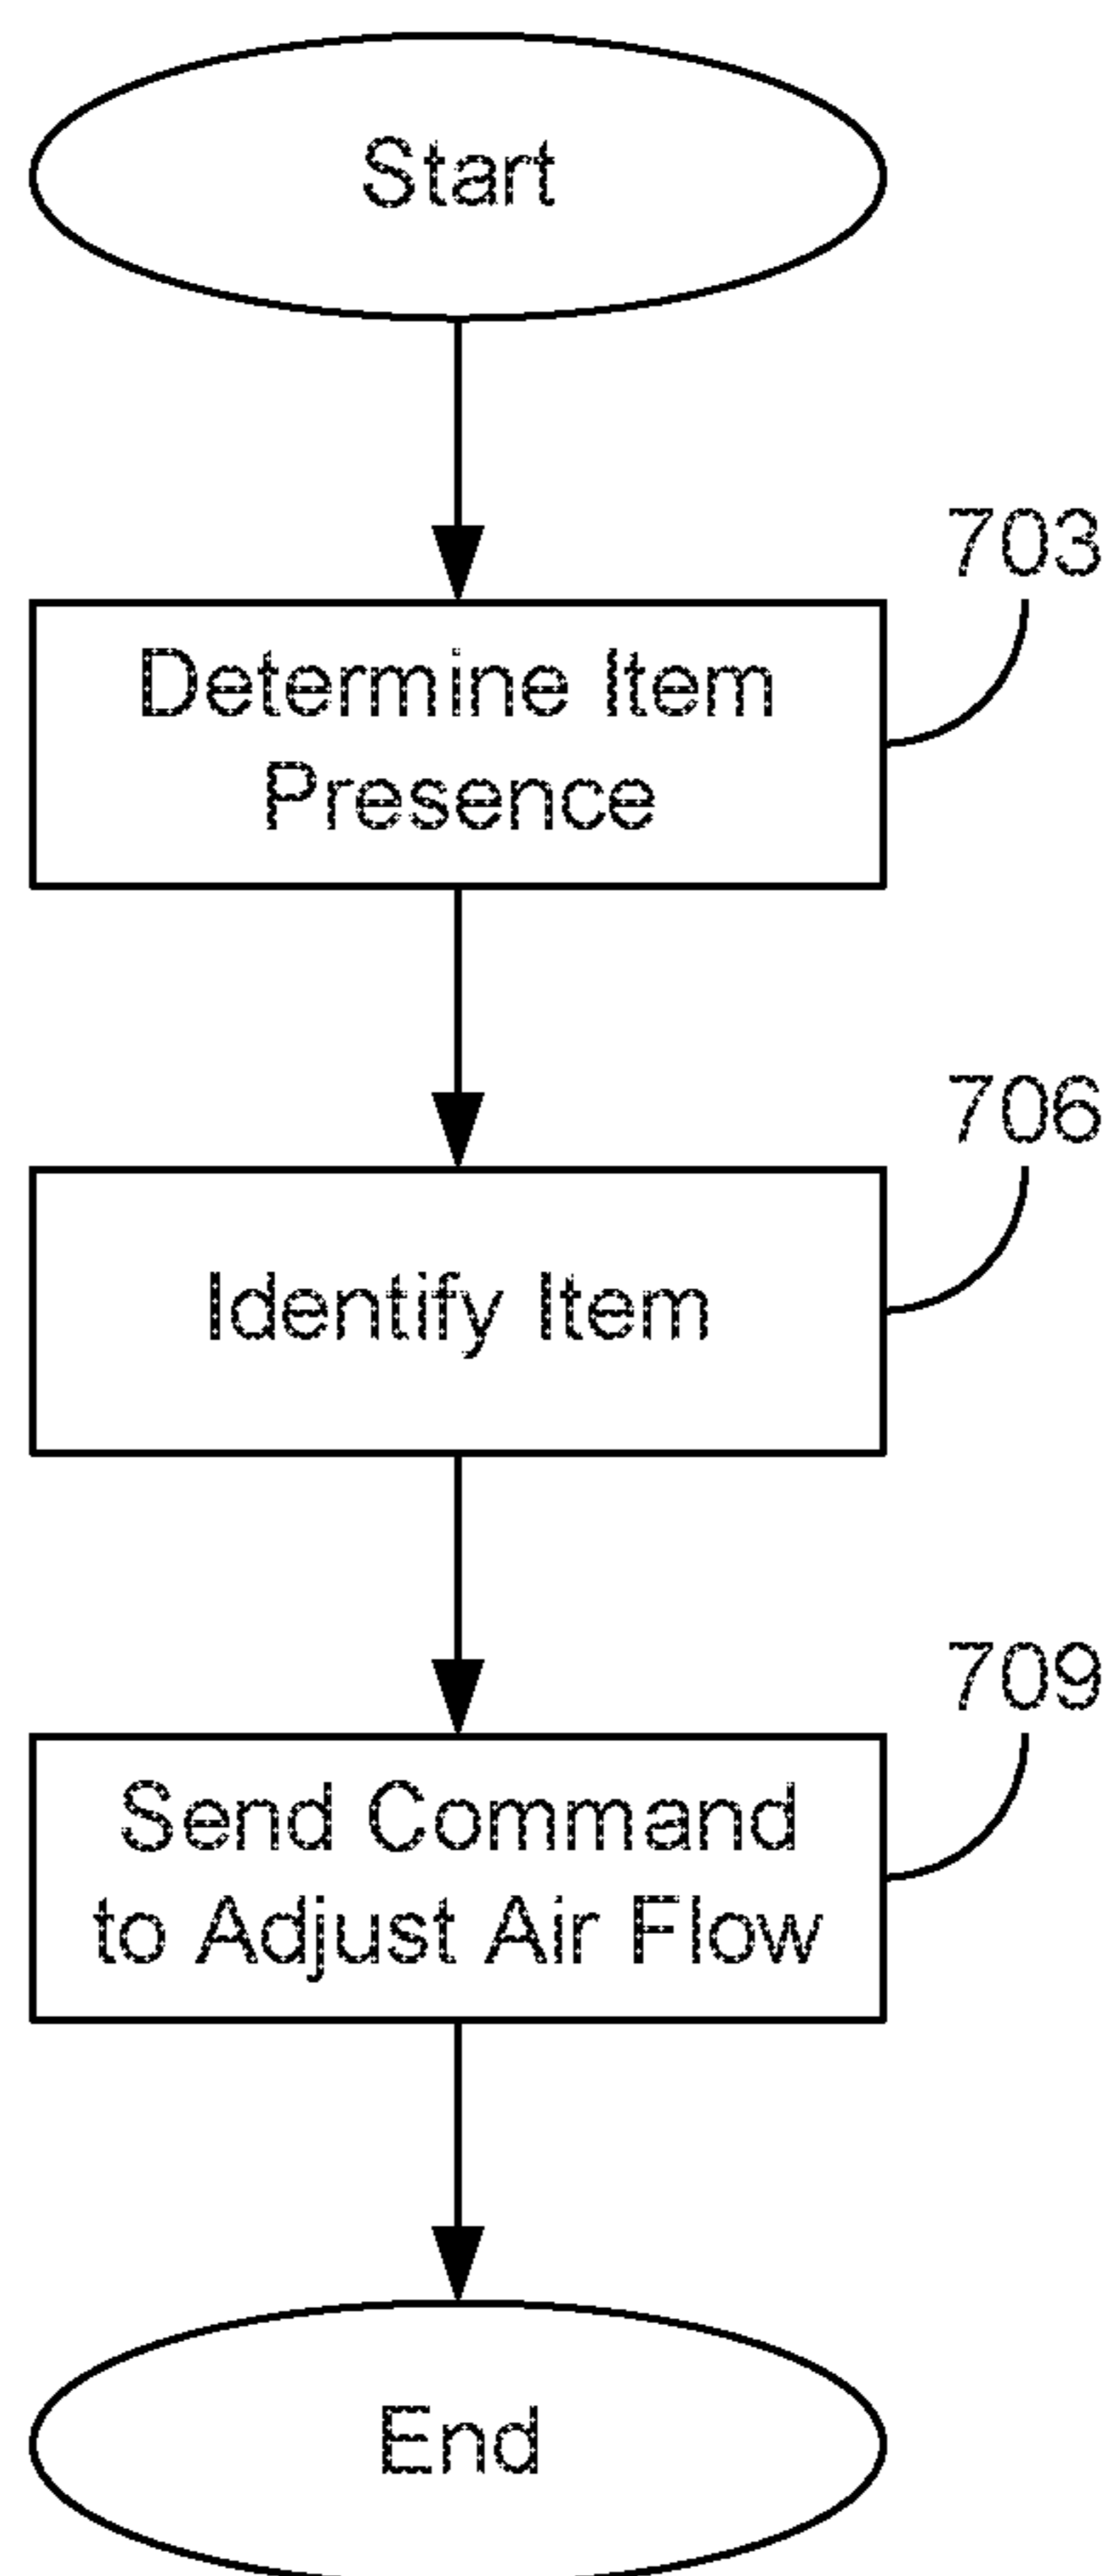 Start
703
Determine Item
Presence
706
Identify Item
709
Send Command
to Adjust Air Flow
End